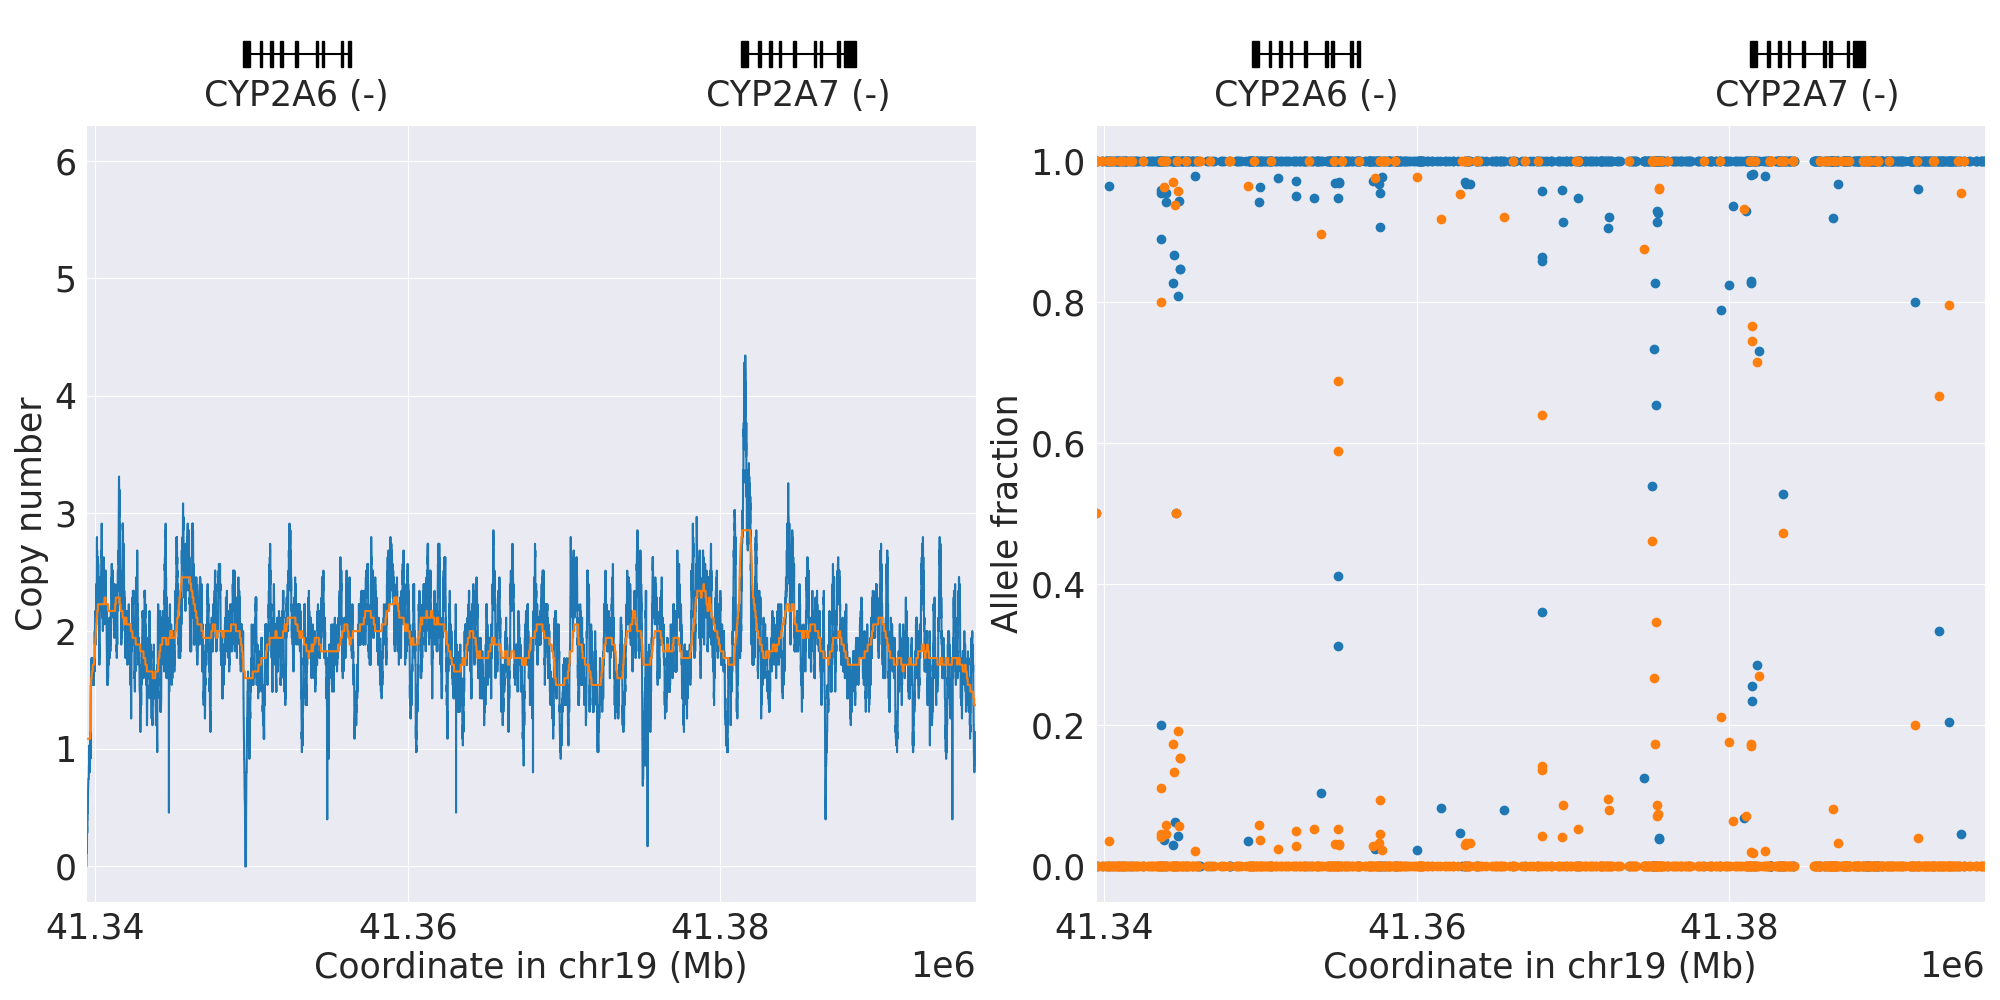 CYP2A6 (-) CYP2A7 (-)
6
5
4
3
2
1
0
Copy number
41.34 41.36 41.38
Coordinate in chr19 (Mb) 1e6
CYP2A6 (-) CYP2A7 (-)
1.0
0.8
0.6
0.4
0.2
0.0
Allele fraction
41.34 41.36 41.38
Coordinate in chr19 (Mb) 1e6